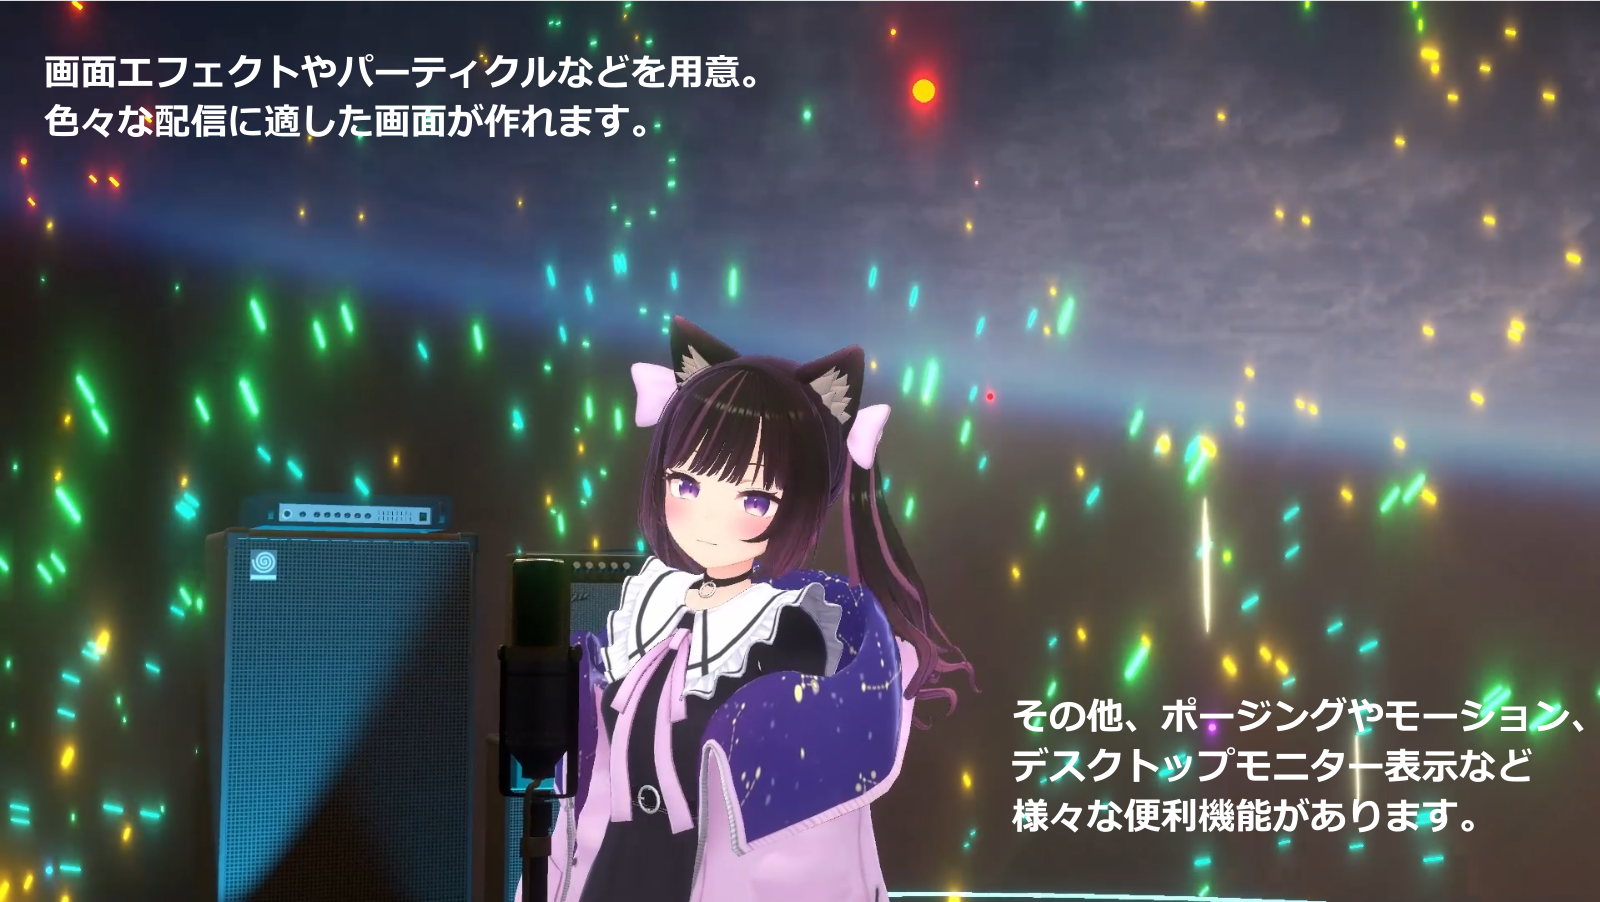 画面エフェクトやパーティクルなどを用意。
色々な配信に適した画面が作れます。
その他、ポージングやモーション、
デスクトップモニター表示など
様々な便利機能があります。